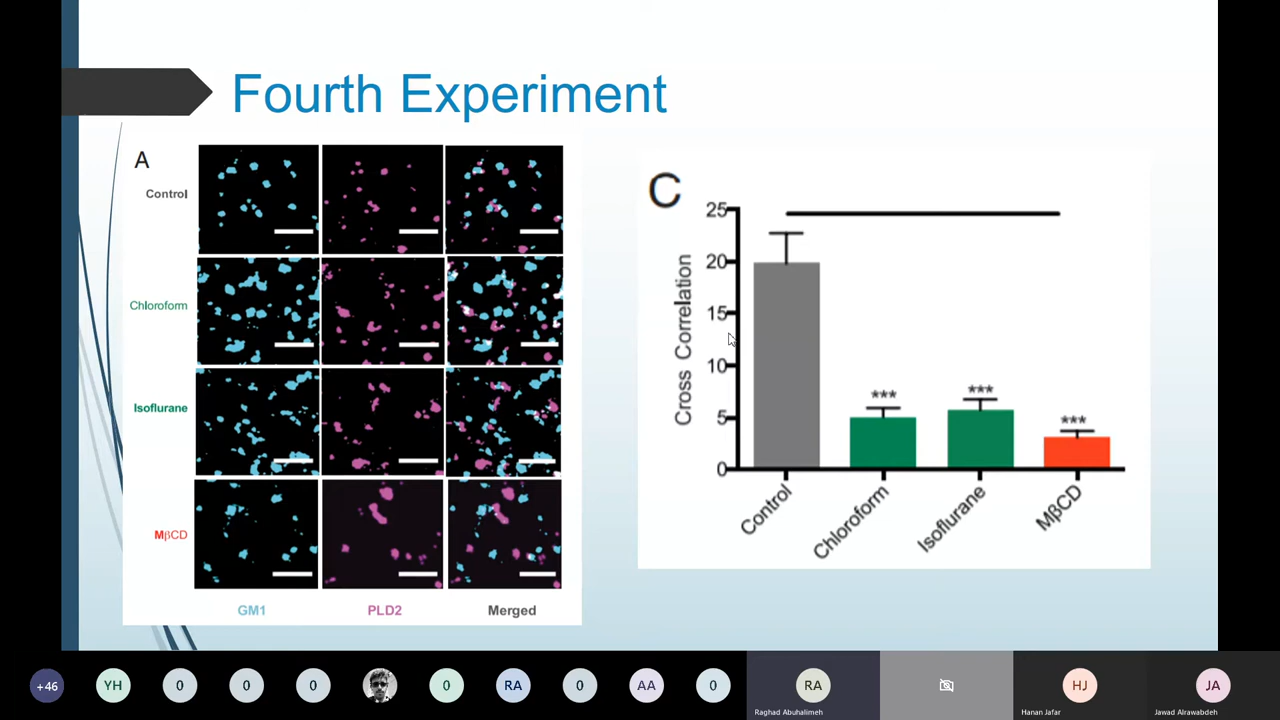 Fourth Experiment
A
Control
Chloroform
Isoflurane
MβCD
GM1
PLD2
Merged
C
Cross Correlation
25
20
15
10
5
0
***
***
***
Control
Chloroform
Isoflurane
MβCD
+46
YH
0
0
0
0
RA
0
AA
0
RA
Raghad Abuhalimeh
HJ
Hanan Jafar
JA
Jawad Alrawabdeh